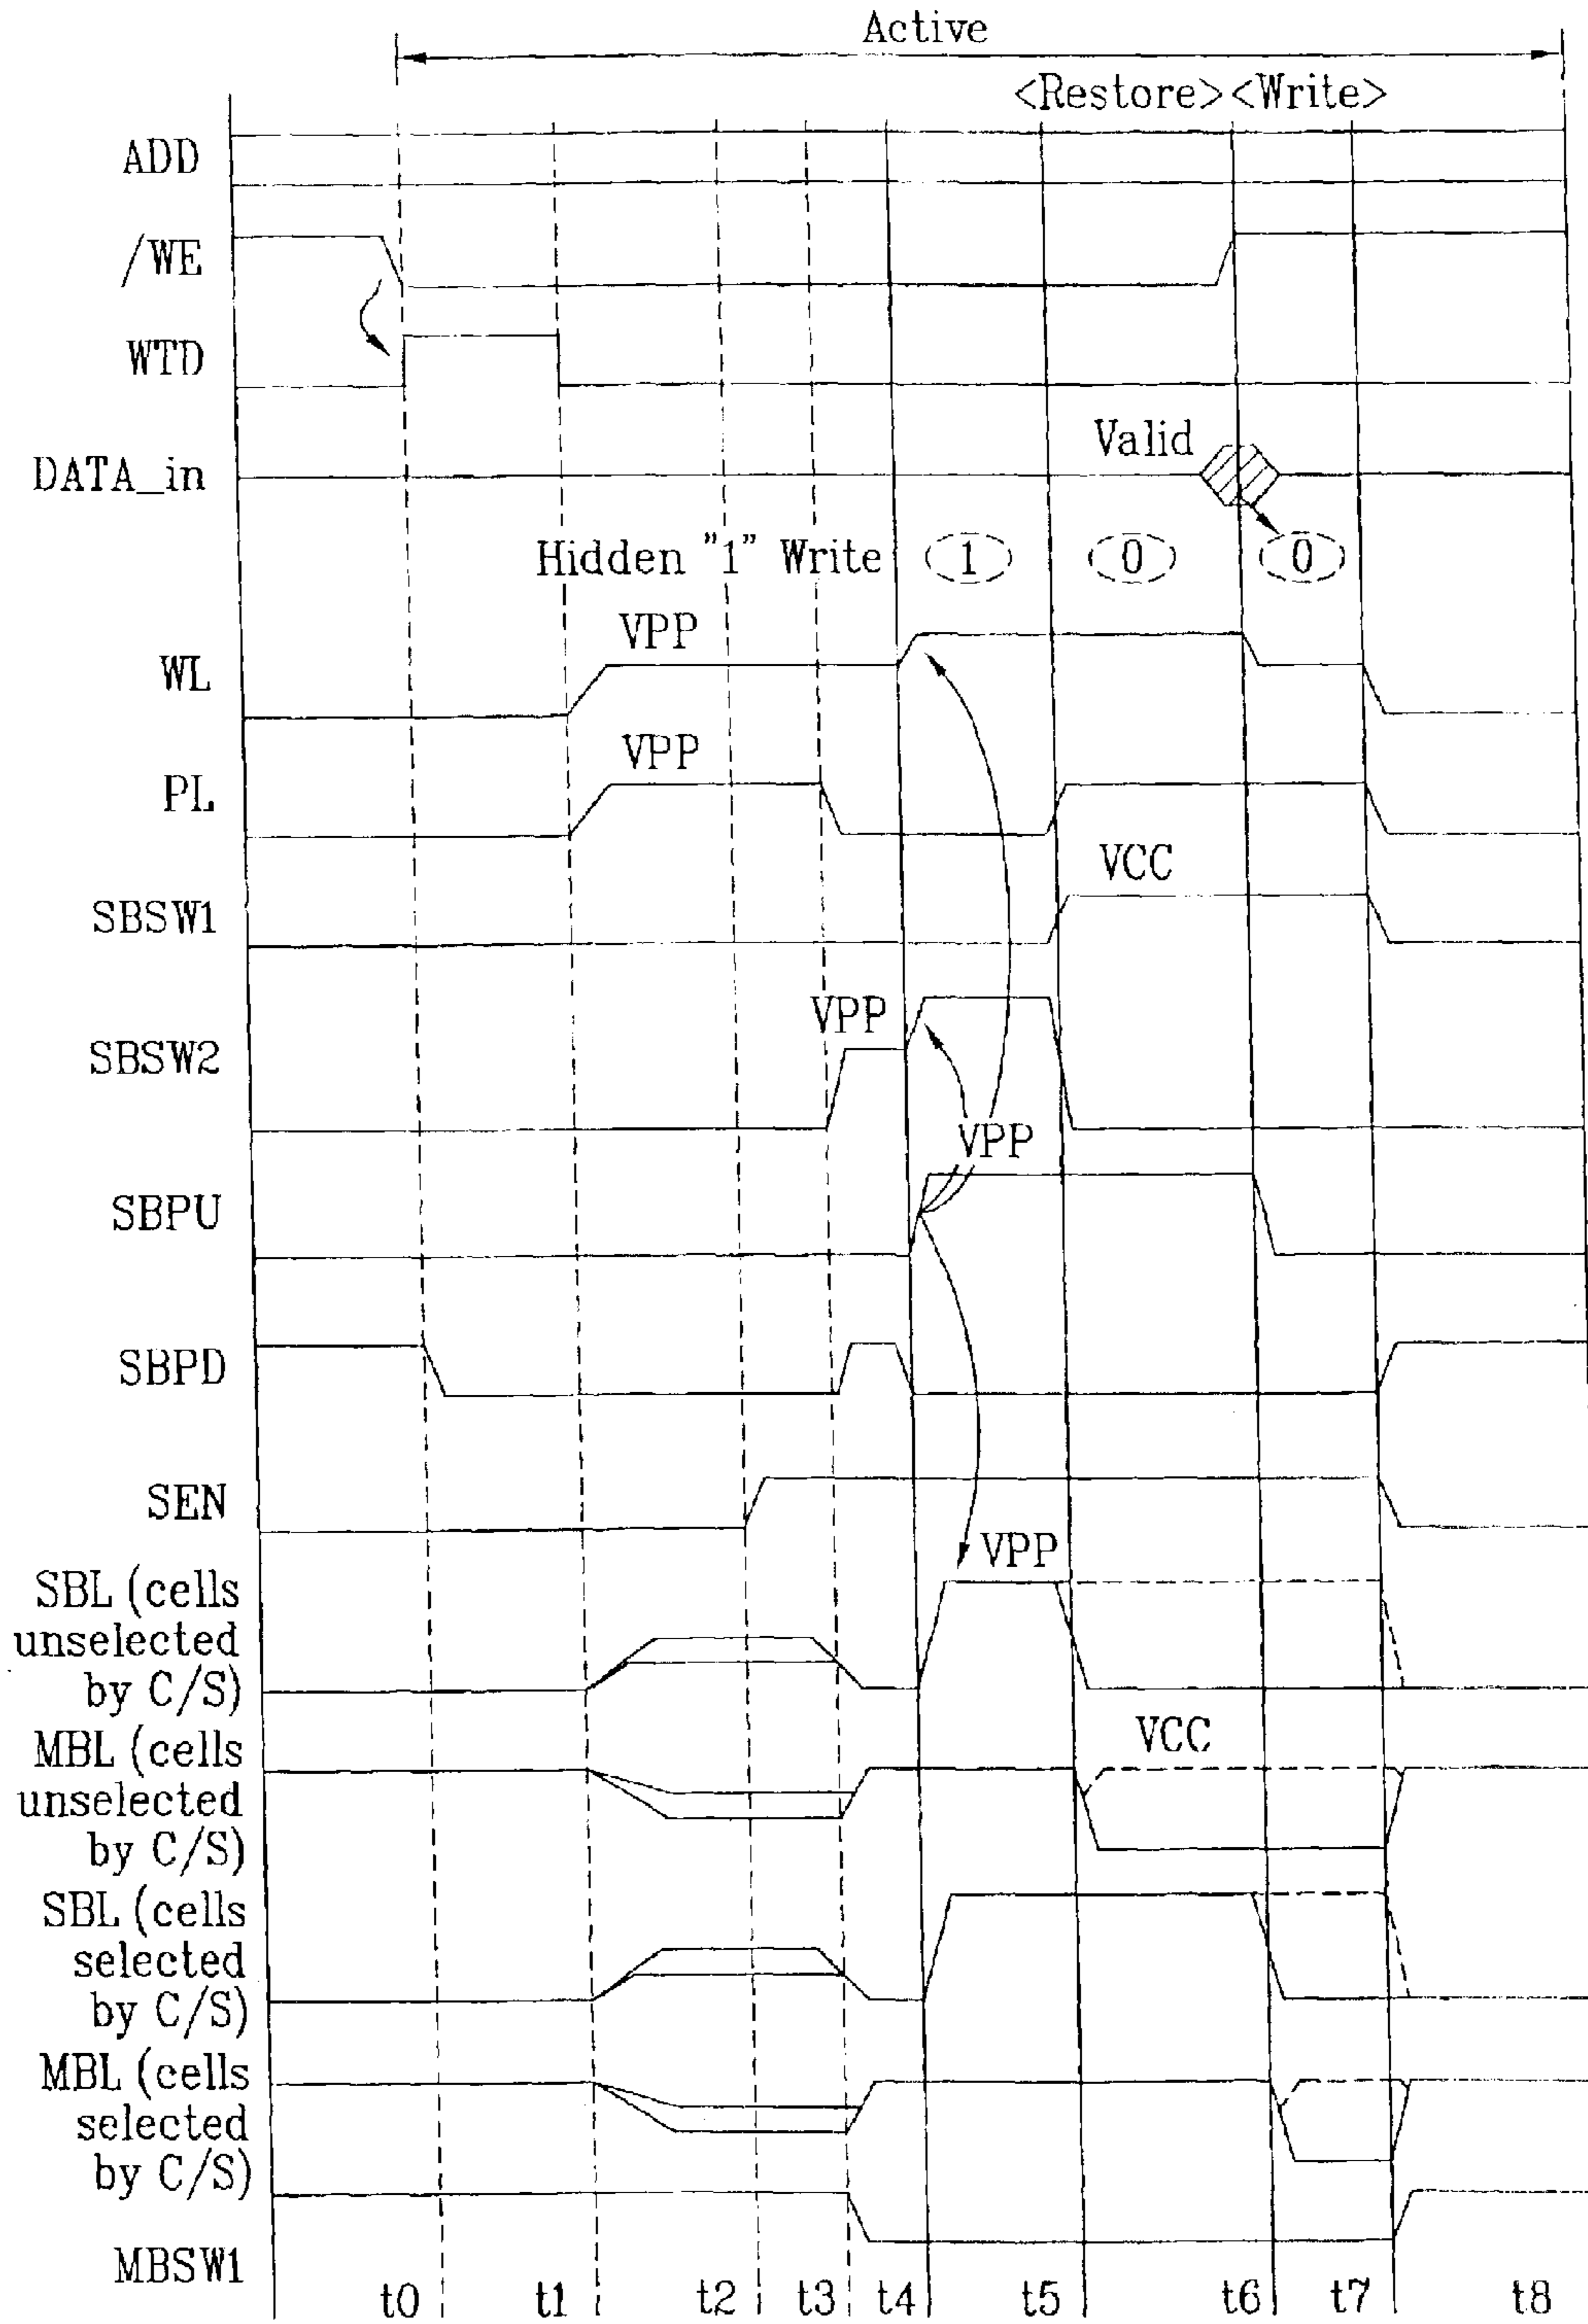 Active
<Restore><Write>
ADD
/WE
WTD
Valid
DATA_in
Hidden "1" Write 1 0 0
VPP
WL
VPP
PL
VCC
SBSW1
VPP
SBSW2
VPP
SBPU
SBPD
SEN
VPP
SBL (cells
unselected
by C/S)
VCC
MBL (cells
unselected
by C/S)
SBL (cells
selected
by C/S)
MBL (cells
selected
by C/S)
MBSW1
t0 t1 t2 t3 t4 t5 t6 t7 t8